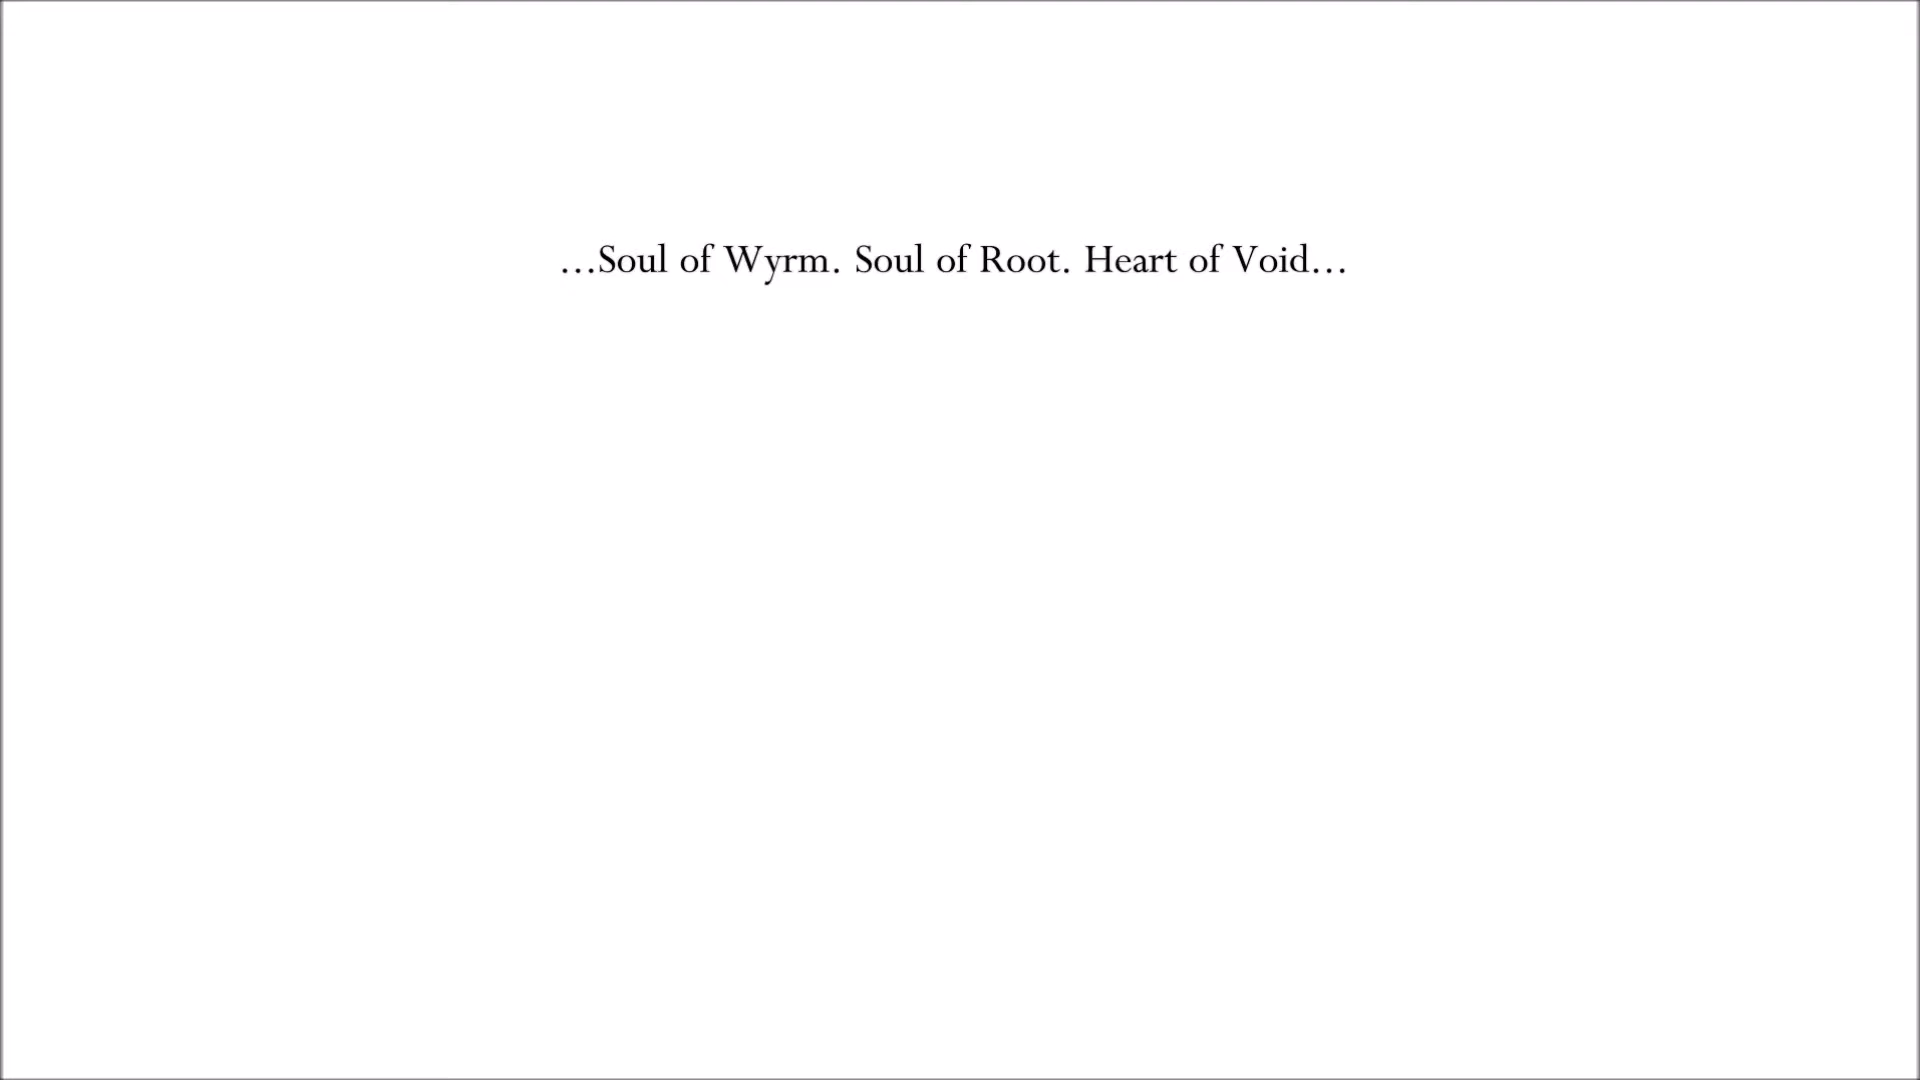 …Soul of Wyrm. Soul of Root. Heart of Void…